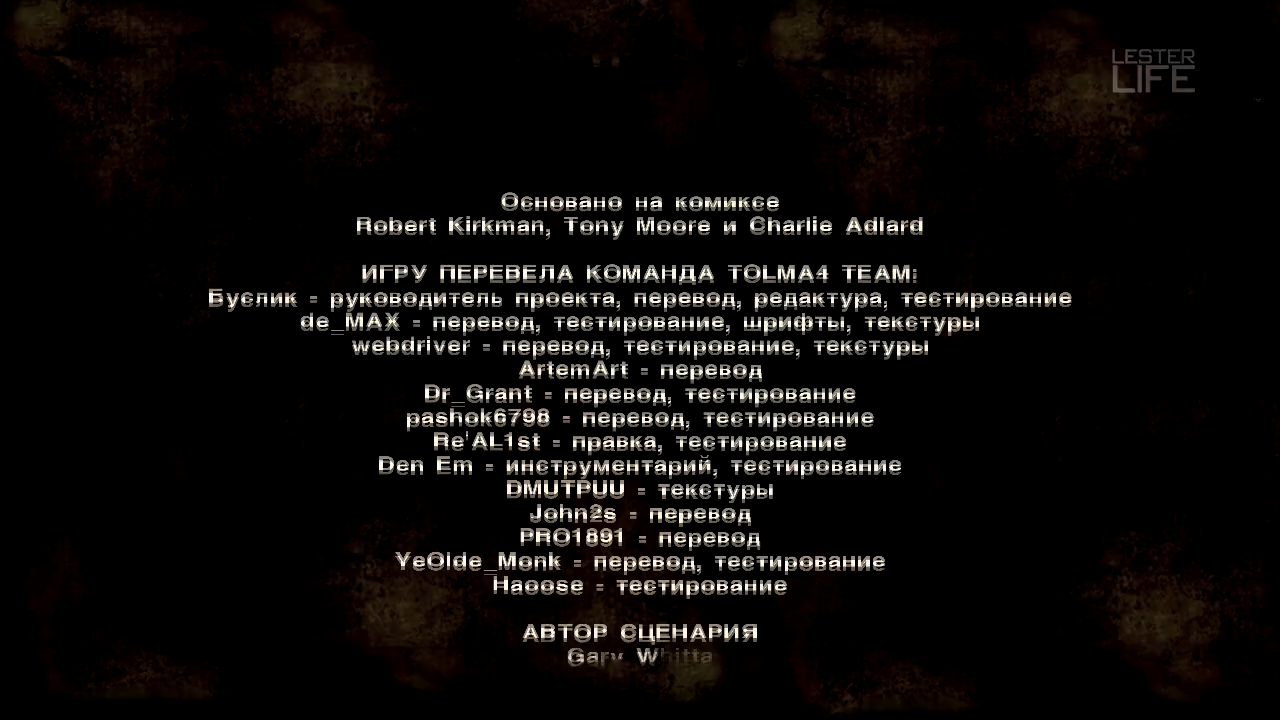 LESTER
LIFE
Основано на комиксе
Robert Kirkman, Tony Moore и Charlie Adlard
ИГРУ ПЕРЕВЕЛА КОМАНДА TOLMA4 TEAM:
Буслик - руководитель проекта, перевод, редактура, тестирование
de_MAX - перевод, тестирование, шрифты, текстуры
webdriver - перевод, тестирование, текстуры
ArtemArt - перевод
Dr_Grant - перевод, тестирование
pashok6798 - перевод, тестирование
Re'AL1st - правка, тестирование
Den Em - инструментарий, тестирование
DMUTPUU - текстуры
John2s - перевод
PRO1891 - перевод
YeOlde_Monk - перевод, тестирование
Haoose - тестирование
АВТОР СЦЕНАРИЯ
Gary Whitta